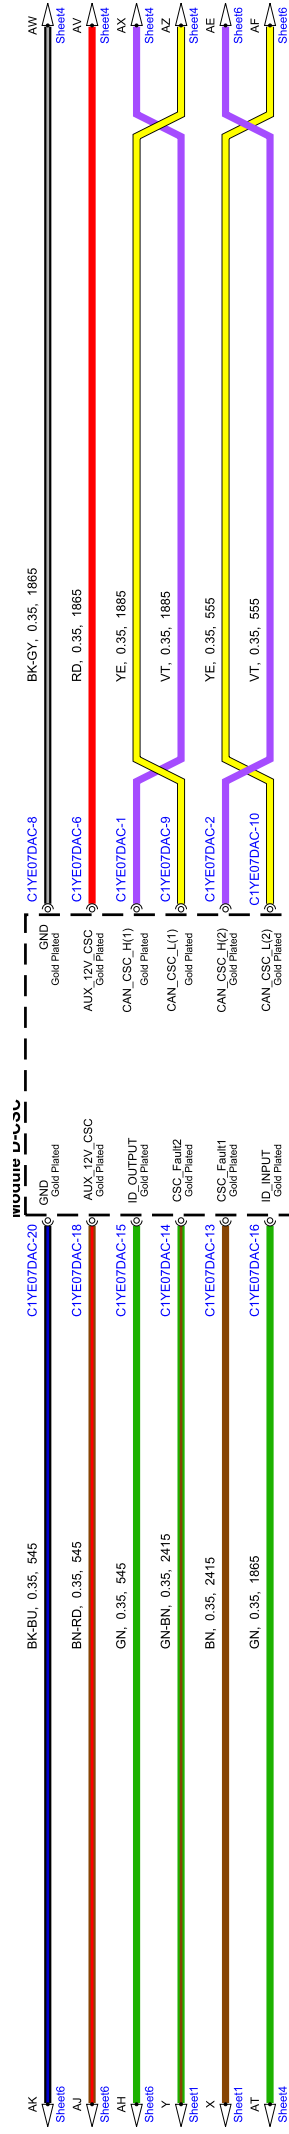 AW
Sheet4
AV
Sheet4
AX
Sheet4
AZ
Sheet4
AE
Sheet6
AF
Sheet6
BK-GY, 0.35, 1865
RD, 0.35, 1865
YE, 0.35, 1885
VT, 0.35, 1885
YE, 0.35, 555
VT, 0.35, 555
C1YE07DAC-8
C1YE07DAC-6
C1YE07DAC-1
C1YE07DAC-9
C1YE07DAC-2
C1YE07DAC-10
GND
Gold Plated
AUX_12V_CSC
Gold Plated
CAN_CSC_H(1)
Gold Plated
CAN_CSC_L(1)
Gold Plated
CAN_CSC_H(2)
Gold Plated
CAN_CSC_L(2)
Gold Plated
Module D-CSC
GND
Gold Plated
AUX_12V_CSC
Gold Plated
ID_OUTPUT
Gold Plated
CSC_Fault2
Gold Plated
CSC_Fault1
Gold Plated
ID_INPUT
Gold Plated
C1YE07DAC-20
C1YE07DAC-18
C1YE07DAC-15
C1YE07DAC-14
C1YE07DAC-13
C1YE07DAC-16
BK-BU, 0.35, 545
BN-RD, 0.35, 545
GN, 0.35, 545
GN-BN, 0.35, 2415
BN, 0.35, 2415
GN, 0.35, 1865
AK
Sheet6
AJ
Sheet6
AH
Sheet6
Y
Sheet1
X
Sheet1
AT
Sheet4